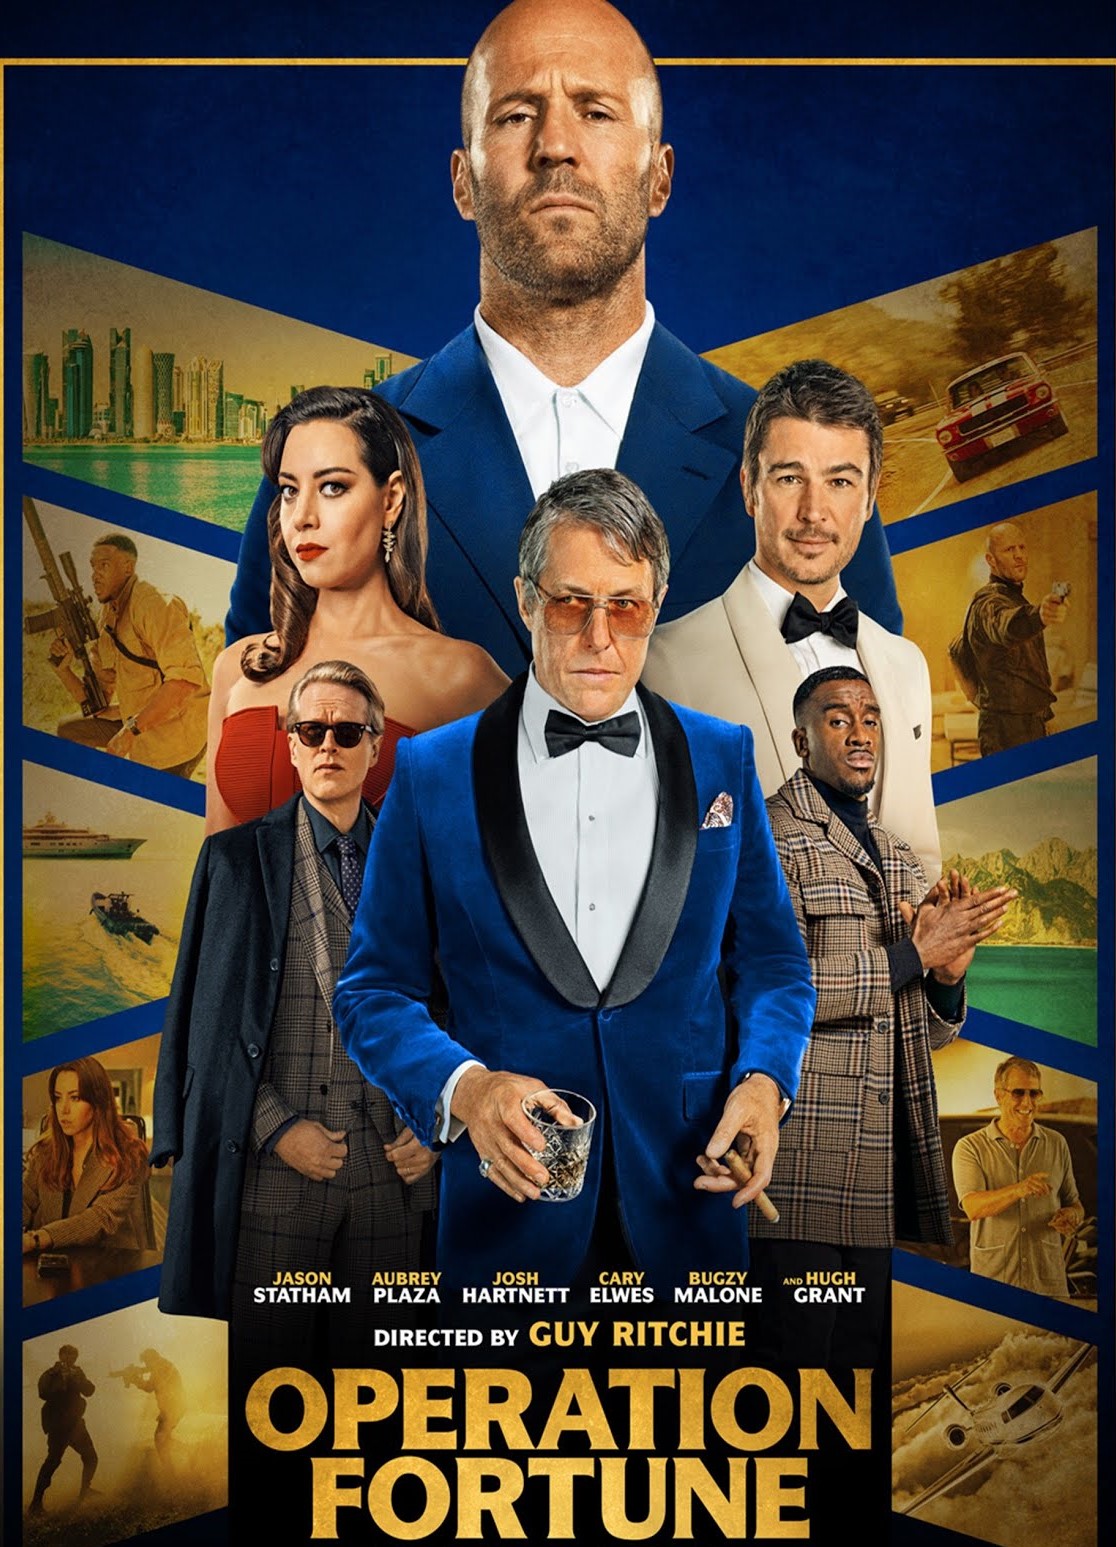 JASON AUBREY JOSH CARY BUGZY AND HUGH
STATHAM PLAZA HARTNETT ELWES MALONE GRANT
DIRECTED BY GUY RITCHIE
OPERATION
FORTUNE